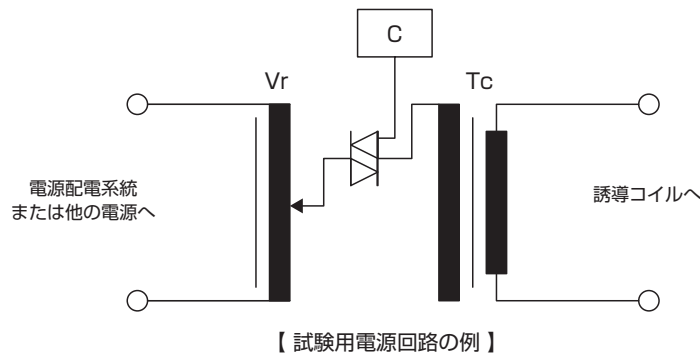 C
Vr
Tc
電源配電系統
または他の電源へ
誘導コイルへ
【 試験用電源回路の例 】